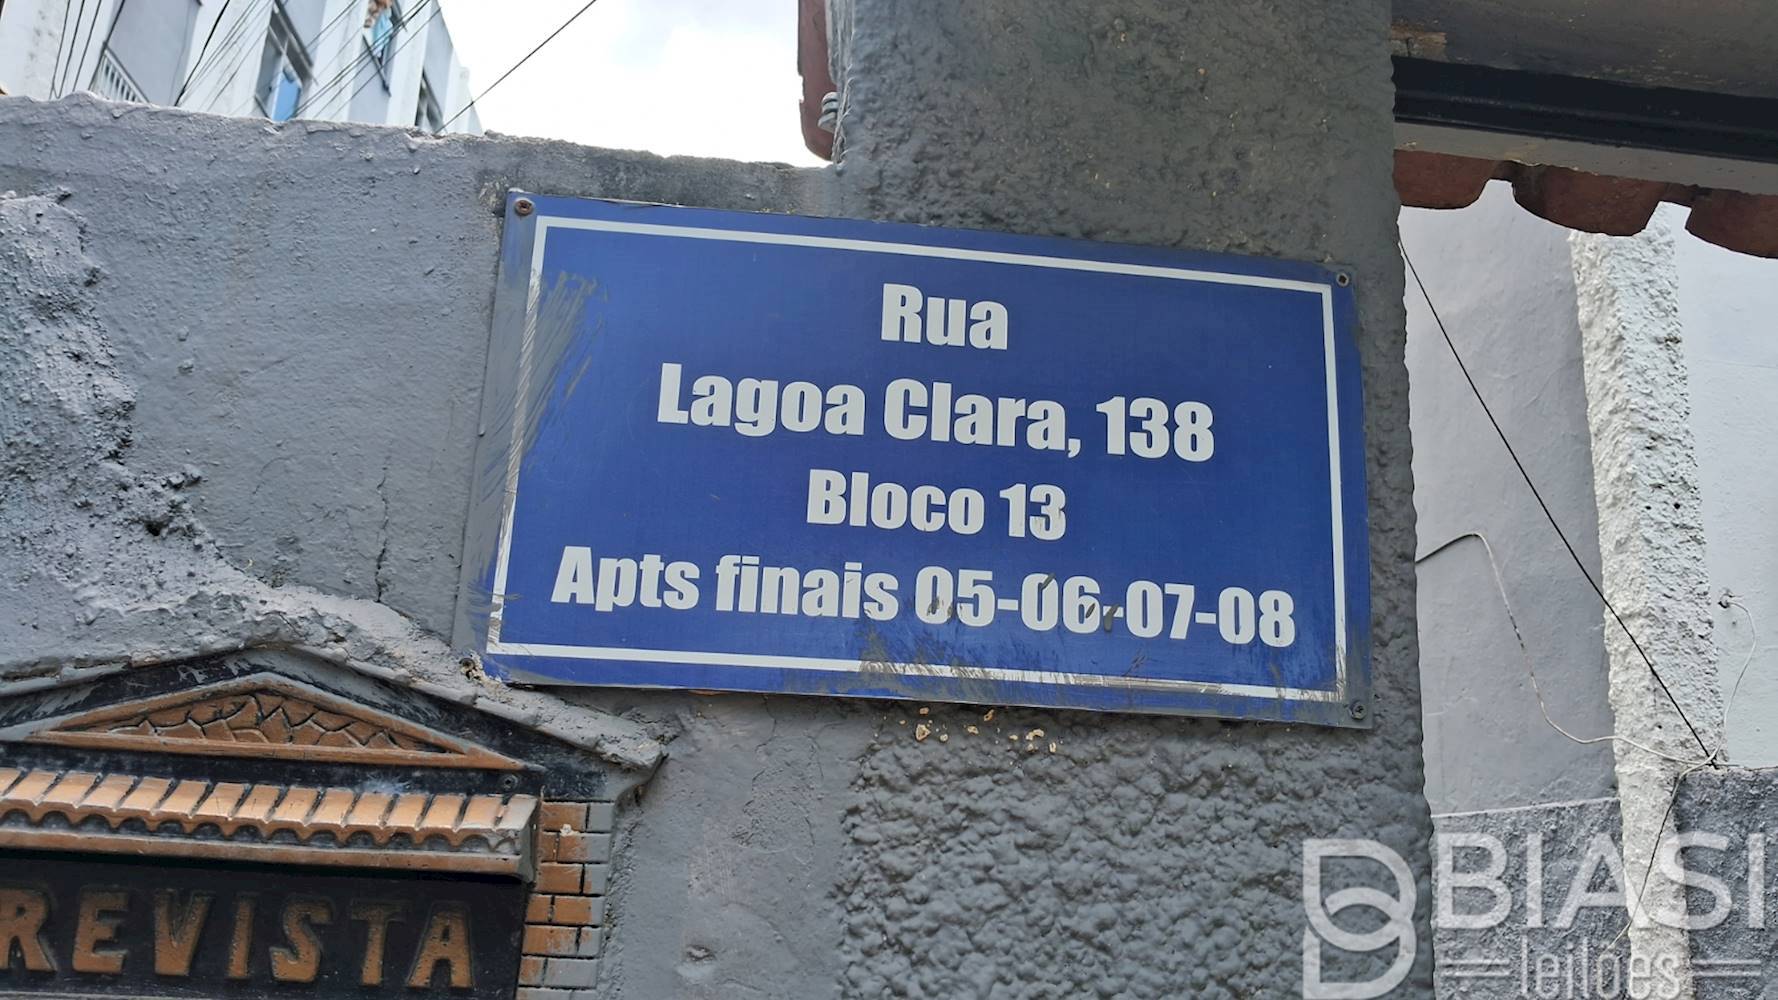 Rua
Lagoa Clara, 138
Bloco 13
Apts finais 05-06-07-08
REVISTA
BIASI
leilões